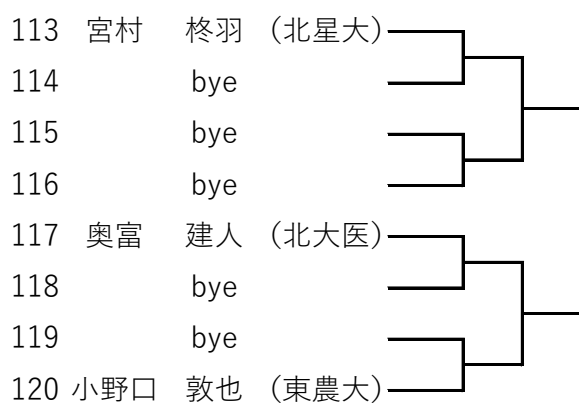 113 宮村 柊羽 (北星大)
114 bye
115 bye
116 bye
117 奥富 建人 (北大医)
118 bye
119 bye
120 小野口 敦也 (東農大)